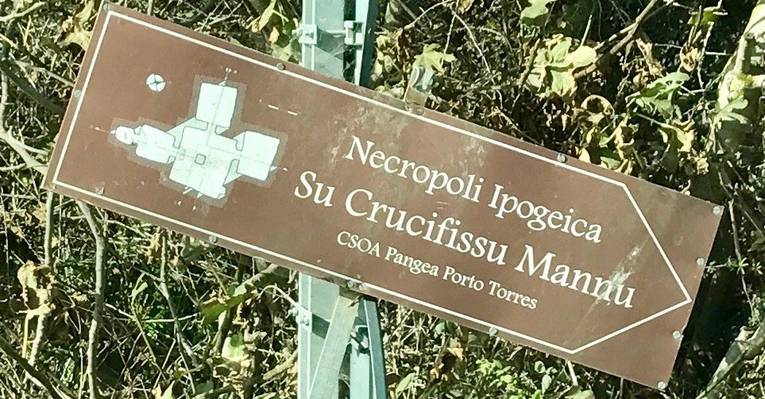 Necropoli Ipogeica
Su Crucifissu Mannu
CSOA Pangea Porto Torres